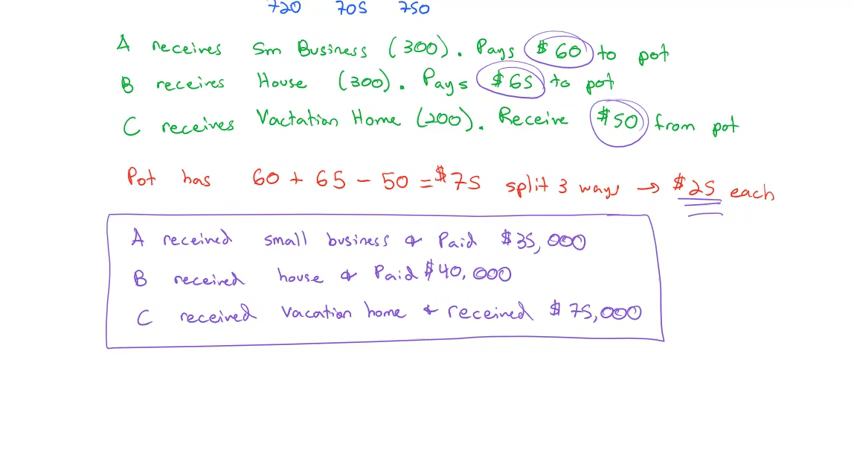 720 705 750
A receives Sm Business (300). Pays $60 to pot
B receives House (300). Pays $65 to pot
C receives Vactation Home (200). Receive $50 from pot
Pot has 60 + 65 - 50 = $75 split 3 ways → $25 each
A received small business & Paid $35,000
B received house & Paid $40,000
C received vacation home & received $75,000